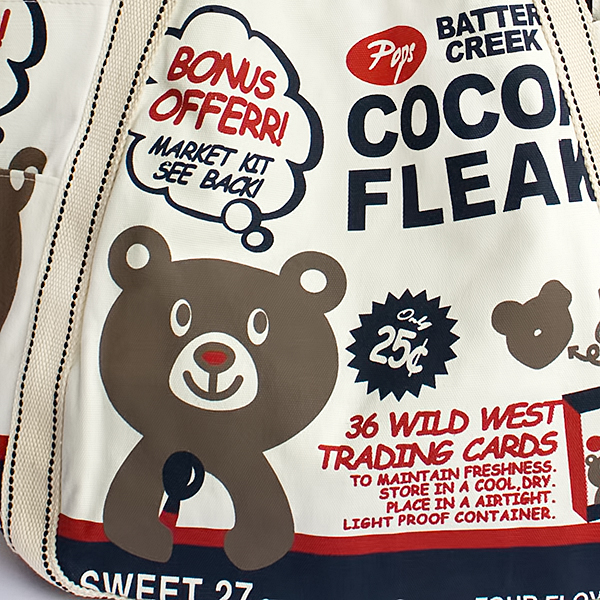 BONUS
OFFERR!
MARKET KIT
SEE BACK!
Pops
BATTER
CREEK
COCO
FLEAK
Only
25¢
36 WILD WEST
TRADING CARDS
TO MAINTAIN FRESHNESS.
STORE IN A COOL,DRY.
PLACE IN A AIRTIGHT.
LIGHT PROOF CONTAINER.
SWEET 27